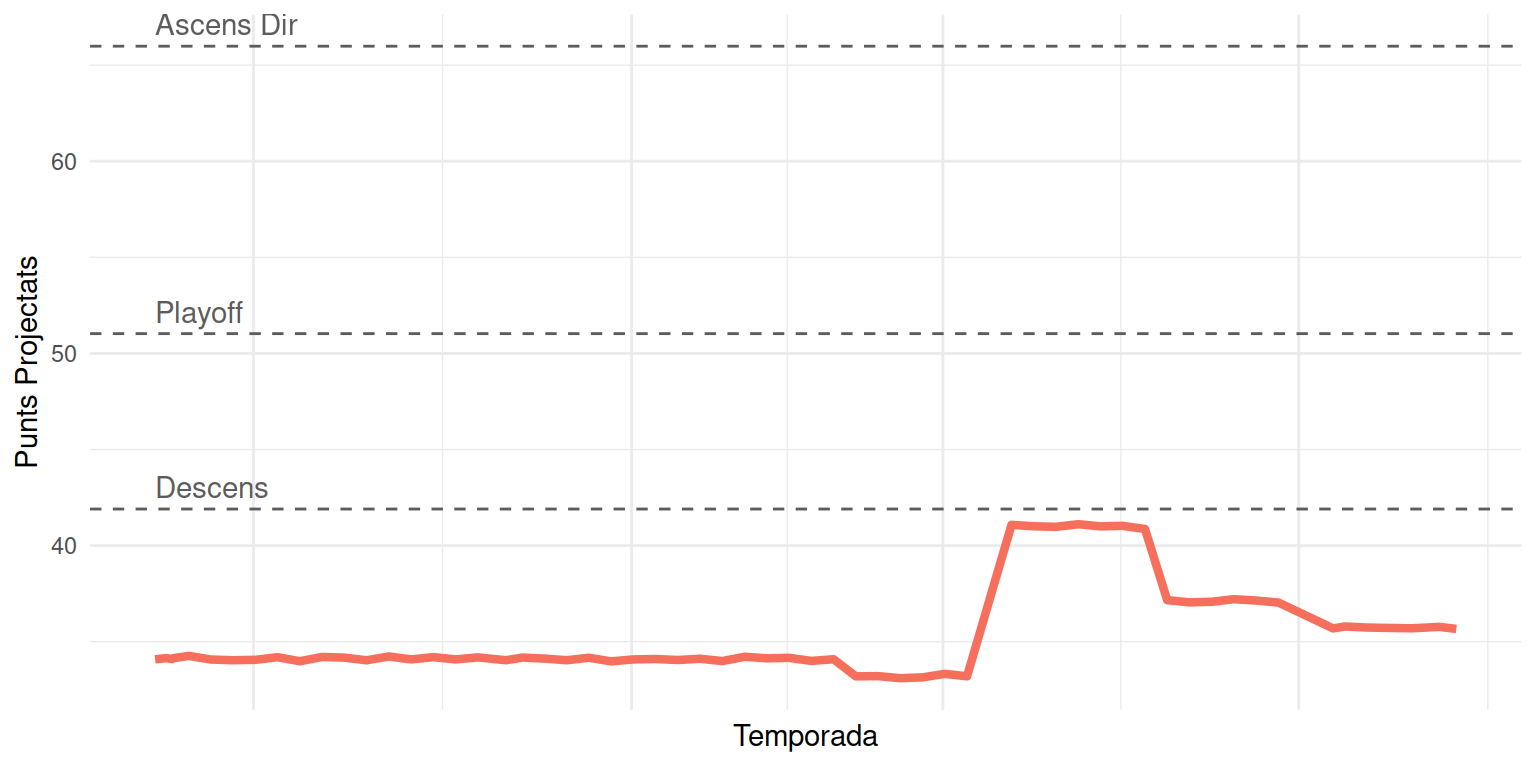 Ascens Dir
60
Playoff
50
Descens
40
Punts Projectats
Temporada